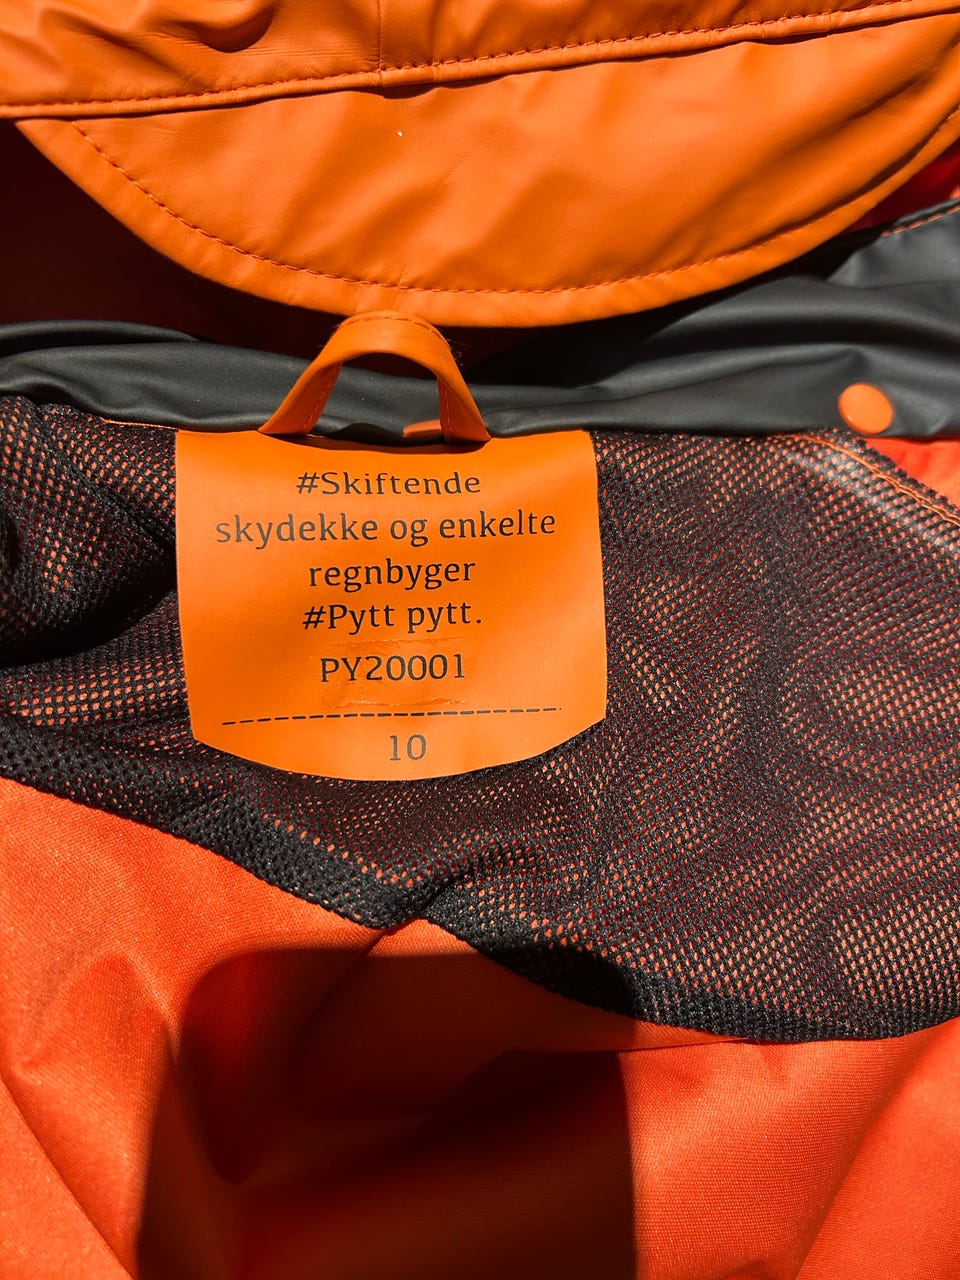 #Skiftende
skydekke og enkelte
regnbyger
#Pytt pytt.
PY20001
10